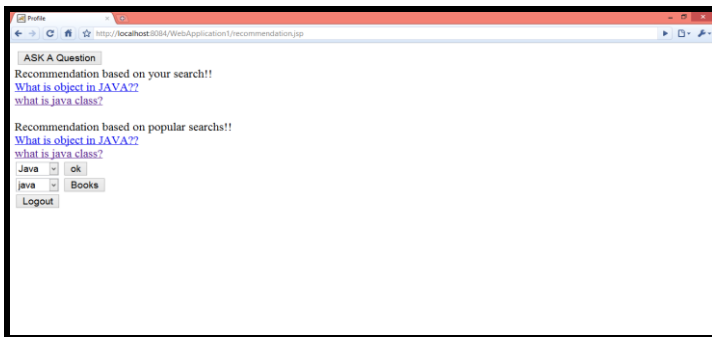 Profile
http://localhost:8084/WebApplication1/recommendation.jsp
ASK A Question
Recommendation based on your search!!
What is object in JAVA??
what is java class?
Recommendation based on popular searchs!!
What is object in JAVA??
what is java class?
Java ok
java Books
Logout